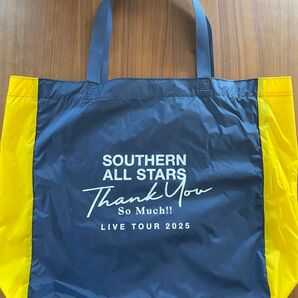 SOUTHERN
ALL STARS
Thank You
So Much!!
LIVE TOUR 2025